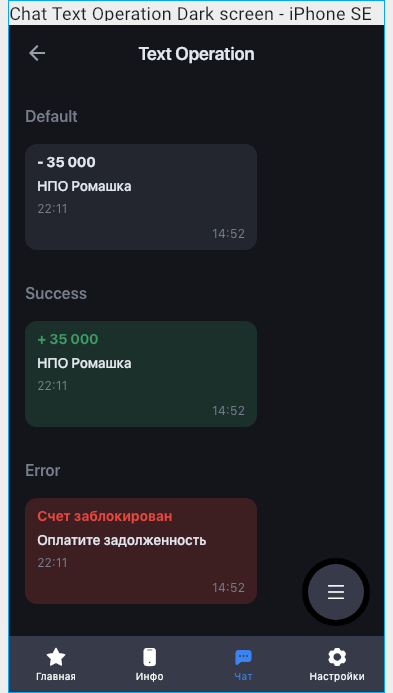 Chat Text Operation Dark screen - iPhone SE
Text Operation
Default
- 35 000
НПО Ромашка
22:11
14:52
Success
+ 35 000
НПО Ромашка
22:11
14:52
Error
Счет заблокирован
Оплатите задолженность
22:11
14:52
Главная
Инфо
Чат
Настройки